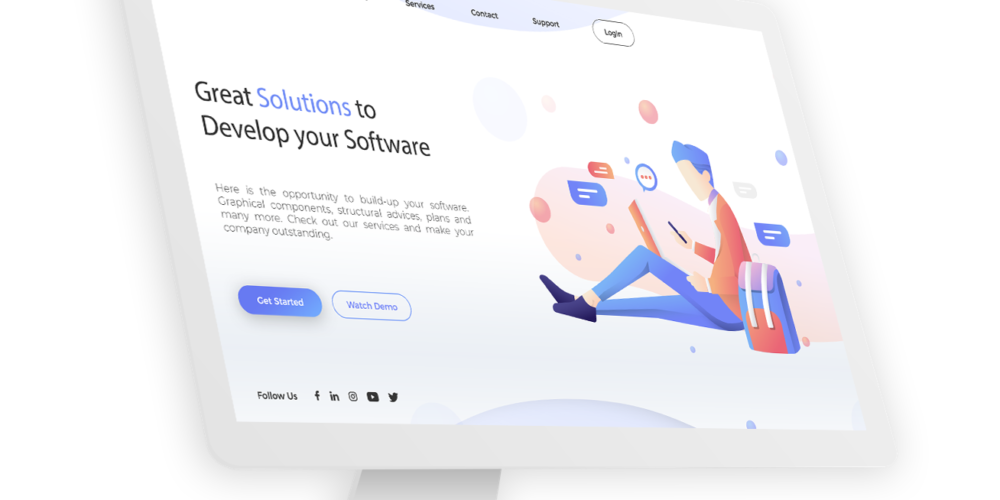 Services
Contact
Support
Login
Great Solutions to
Develop your Software
Here is the opportunity to build-up your software.
Graphical components, structural advices, plans and
many more. Check out our services and make your
company outstanding.
Get Started
Watch Demo
Follow Us